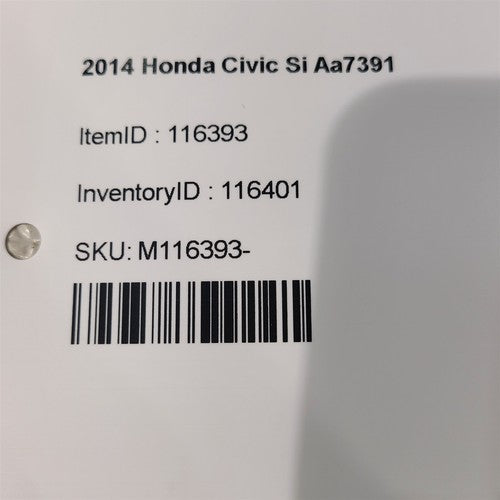 2014 Honda Civic Si Aa7391
ItemID : 116393
InventoryID : 116401
SKU: M116393-